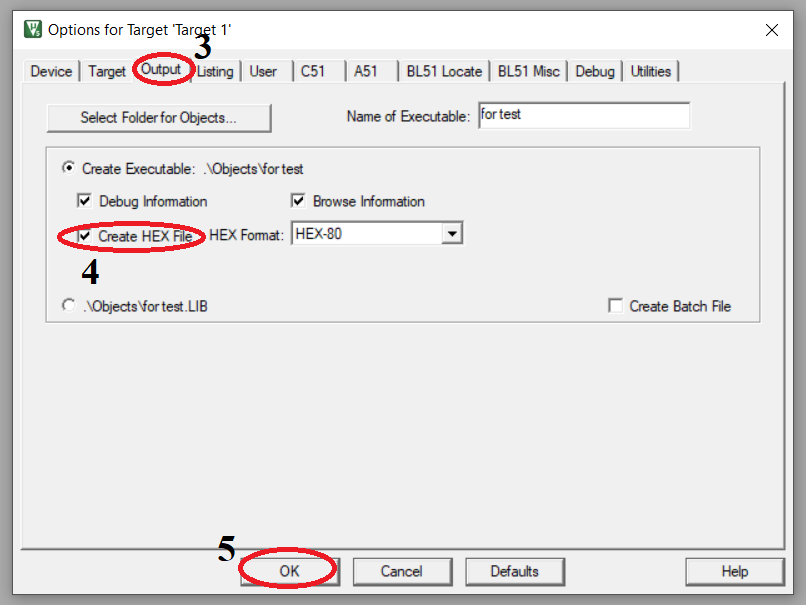 Options for Target 'Target 1'
3
Device Target Output Listing User C51 A51 BL51 Locate BL51 Misc Debug Utilities
Select Folder for Objects... Name of Executable: for test
Create Executable: .\Objects\for test
Debug Information Browse Information
Create HEX File HEX Format: HEX-80
4
.\Objects\for test.LIB Create Batch File
5
OK Cancel Defaults Help